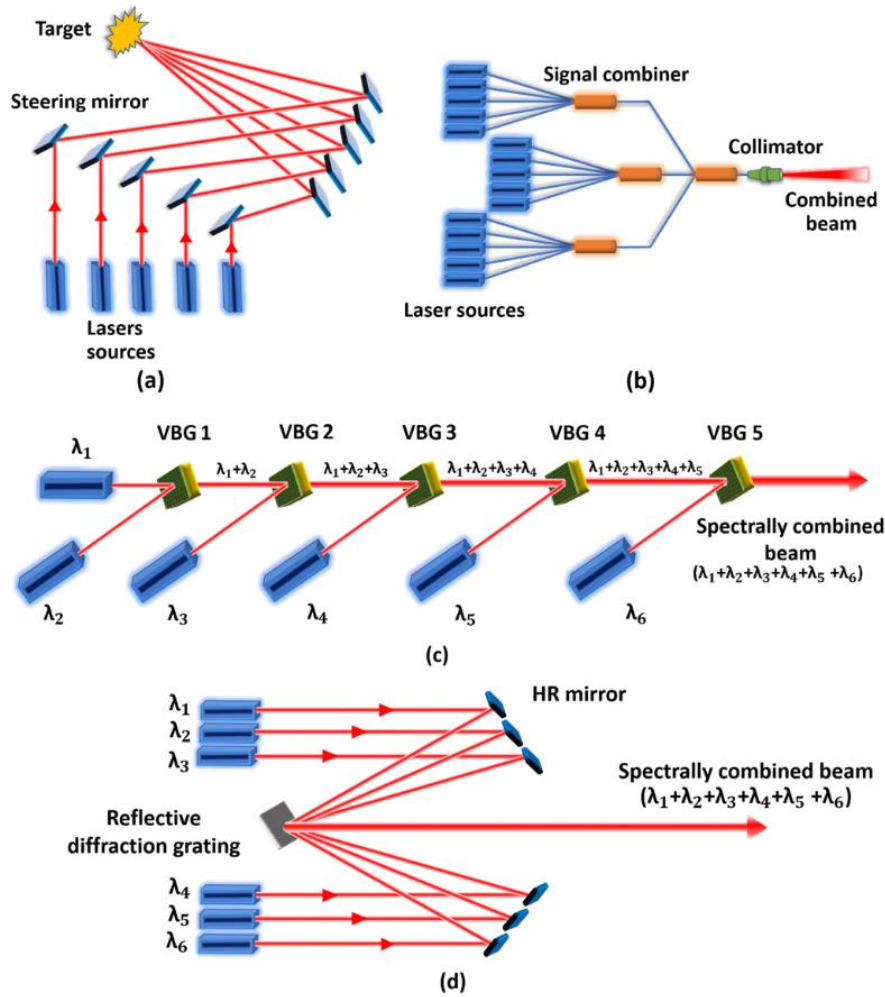 Target
Steering mirror
Lasers
sources
(a)
Signal combiner
Collimator
Combined
beam
Laser sources
(b)
λ₁
VBG 1
VBG 2
VBG 3
VBG 4
VBG 5
λ₁+λ₂
λ₁+λ₂+λ₃
λ₁+λ₂+λ₃+λ₄
λ₁+λ₂+λ₃+λ₄+λ₅
Spectrally combined
beam
(λ₁+λ₂+λ₃+λ₄+λ₅ +λ₆)
λ₂
λ₃
λ₄
λ₅
λ₆
(c)
λ₁
λ₂
λ₃
HR mirror
Spectrally combined beam
(λ₁+λ₂+λ₃+λ₄+λ₅ +λ₆)
Reflective
diffraction grating
λ₄
λ₅
λ₆
(d)